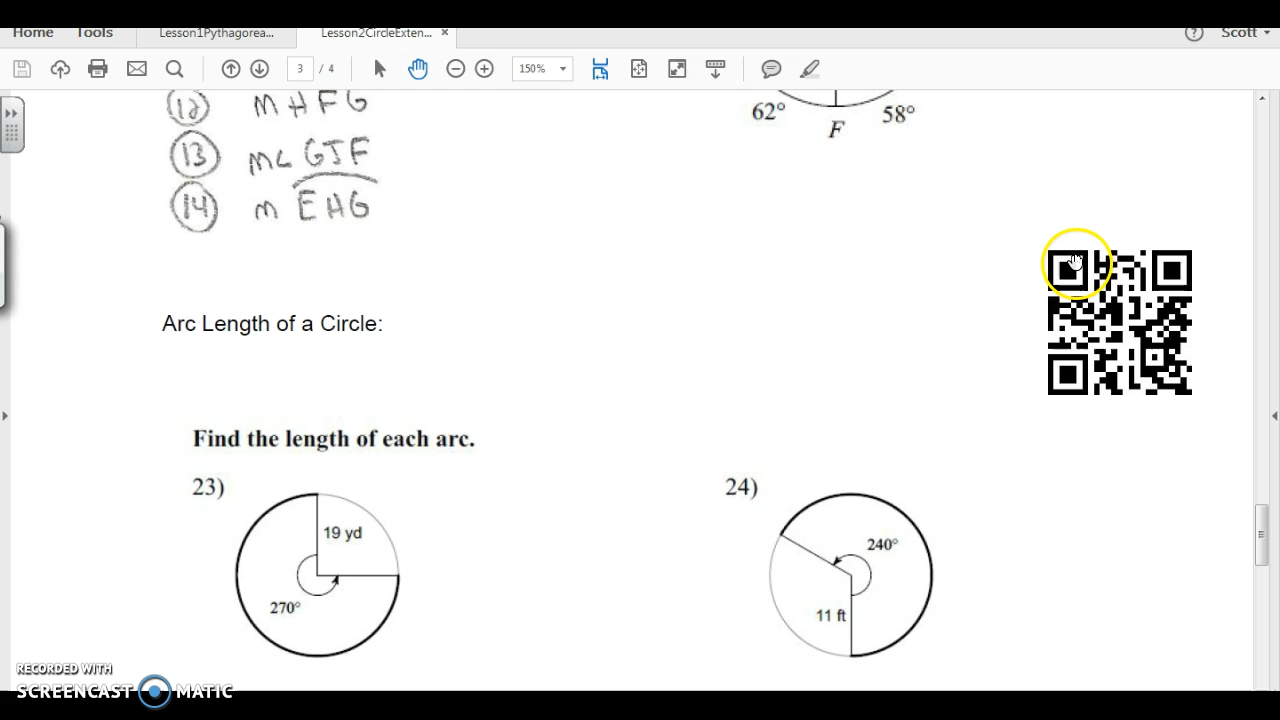 Home Tools Lesson1Pythagorea... Lesson2CircleExten... × ? Scott
3 / 4 150%
12 m H F G
62° F 58°
13 m∠ GJF
14 m EHG
Arc Length of a Circle:
Find the length of each arc.
23) 19 yd 270°
24) 240° 11 ft
RECORDED WITH
SCREENCAST MATIC